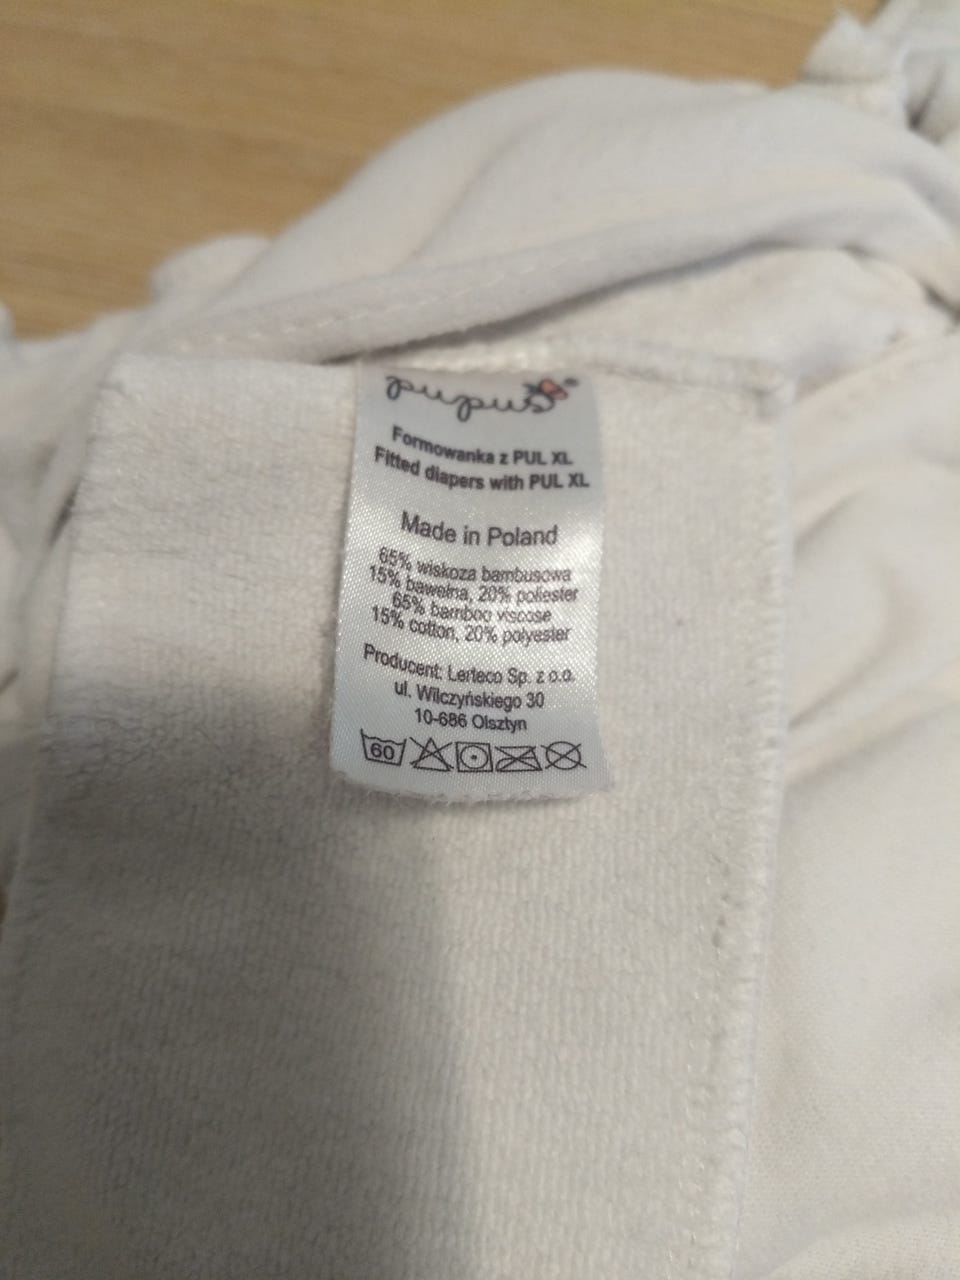 pupus
Formowanka z PUL XL
Fitted diapers with PUL XL
Made in Poland
65% wiskoza bambusowa
15% bawełna, 20% poliester
65% bamboo viscose
15% cotton, 20% polyester
Producent: Lerteco Sp. z o.o.
ul. Wilczyńskiego 30
10-686 Olsztyn
60